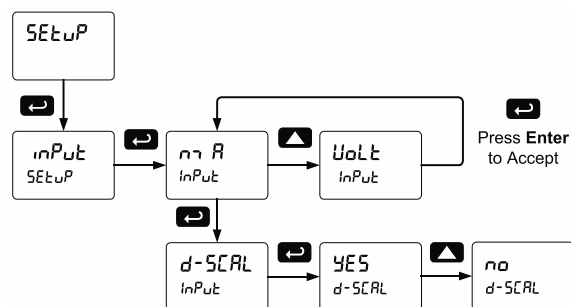 SEtuP
inPut
SEtuP
mA
InPut
VoLt
InPut
Press Enter
to Accept
d-SCAL
InPut
YES
d-SCAL
no
d-SCAL